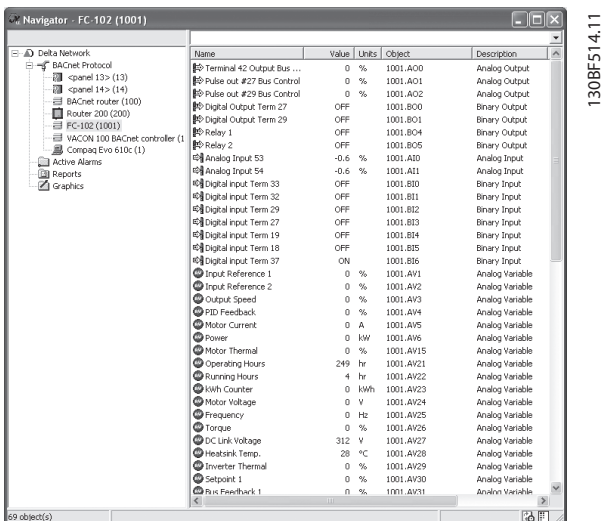 Navigator - FC-102 (1001)
Delta Network
BACnet Protocol
<panel 13> (13)
<panel 14> (14)
BACnet router (100)
Router 200 (200)
FC-102 (1001)
VACON 100 BACnet controller (1
Compaq Evo 610c (1)
Active Alarms
Reports
Graphics
Name Value Units Object Description
Terminal 42 Output Bus ... 0 % 1001.AO0 Analog Output
Pulse out #27 Bus Control 0 % 1001.AO1 Analog Output
Pulse out #29 Bus Control 0 % 1001.AO2 Analog Output
Digital Output Term 27 OFF 1001.BO0 Binary Output
Digital Output Term 29 OFF 1001.BO1 Binary Output
Relay 1 OFF 1001.BO4 Binary Output
Relay 2 OFF 1001.BO5 Binary Output
Analog Input 53 -0.6 % 1001.AI0 Analog Input
Analog Input 54 -0.6 % 1001.AI1 Analog Input
Digital input Term 33 OFF 1001.BI0 Binary Input
Digital input Term 32 OFF 1001.BI1 Binary Input
Digital input Term 29 OFF 1001.BI2 Binary Input
Digital input Term 27 OFF 1001.BI3 Binary Input
Digital input Term 19 OFF 1001.BI4 Binary Input
Digital input Term 18 OFF 1001.BI5 Binary Input
Digital input Term 37 ON 1001.BI6 Binary Input
Input Reference 1 0 % 1001.AV1 Analog Variable
Input Reference 2 0 % 1001.AV2 Analog Variable
Output Speed 0 % 1001.AV3 Analog Variable
PID Feedback 0 % 1001.AV4 Analog Variable
Motor Current 0 A 1001.AV5 Analog Variable
Power 0 kW 1001.AV6 Analog Variable
Motor Thermal 0 % 1001.AV15 Analog Variable
Operating Hours 249 hr 1001.AV21 Analog Variable
Running Hours 4 hr 1001.AV22 Analog Variable
kWh Counter 0 kWh 1001.AV23 Analog Variable
Motor Voltage 0 V 1001.AV24 Analog Variable
Frequency 0 Hz 1001.AV25 Analog Variable
Torque 0 % 1001.AV26 Analog Variable
DC Link Voltage 312 V 1001.AV27 Analog Variable
Heatsink Temp. 28 °C 1001.AV28 Analog Variable
Inverter Thermal 0 % 1001.AV29 Analog Variable
Setpoint 1 0 % 1001.AV30 Analog Variable
Bus Feedback 1 0 % 1001.AV31 Analog Variable
69 object(s)
130BF514.11